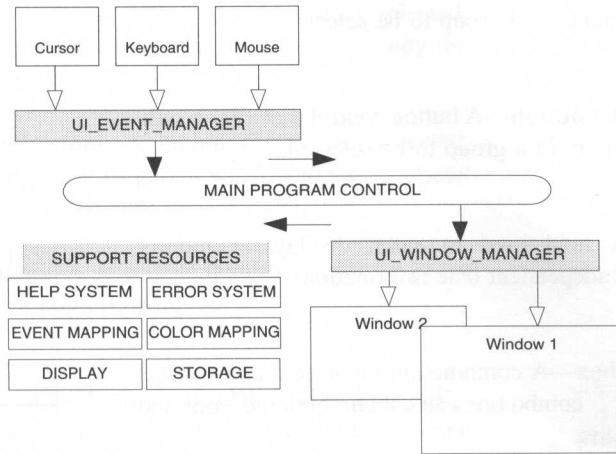 Cursor
Keyboard
Mouse
UI_EVENT_MANAGER
MAIN PROGRAM CONTROL
SUPPORT RESOURCES
HELP SYSTEM
ERROR SYSTEM
EVENT MAPPING
COLOR MAPPING
DISPLAY
STORAGE
UI_WINDOW_MANAGER
Window 2
Window 1